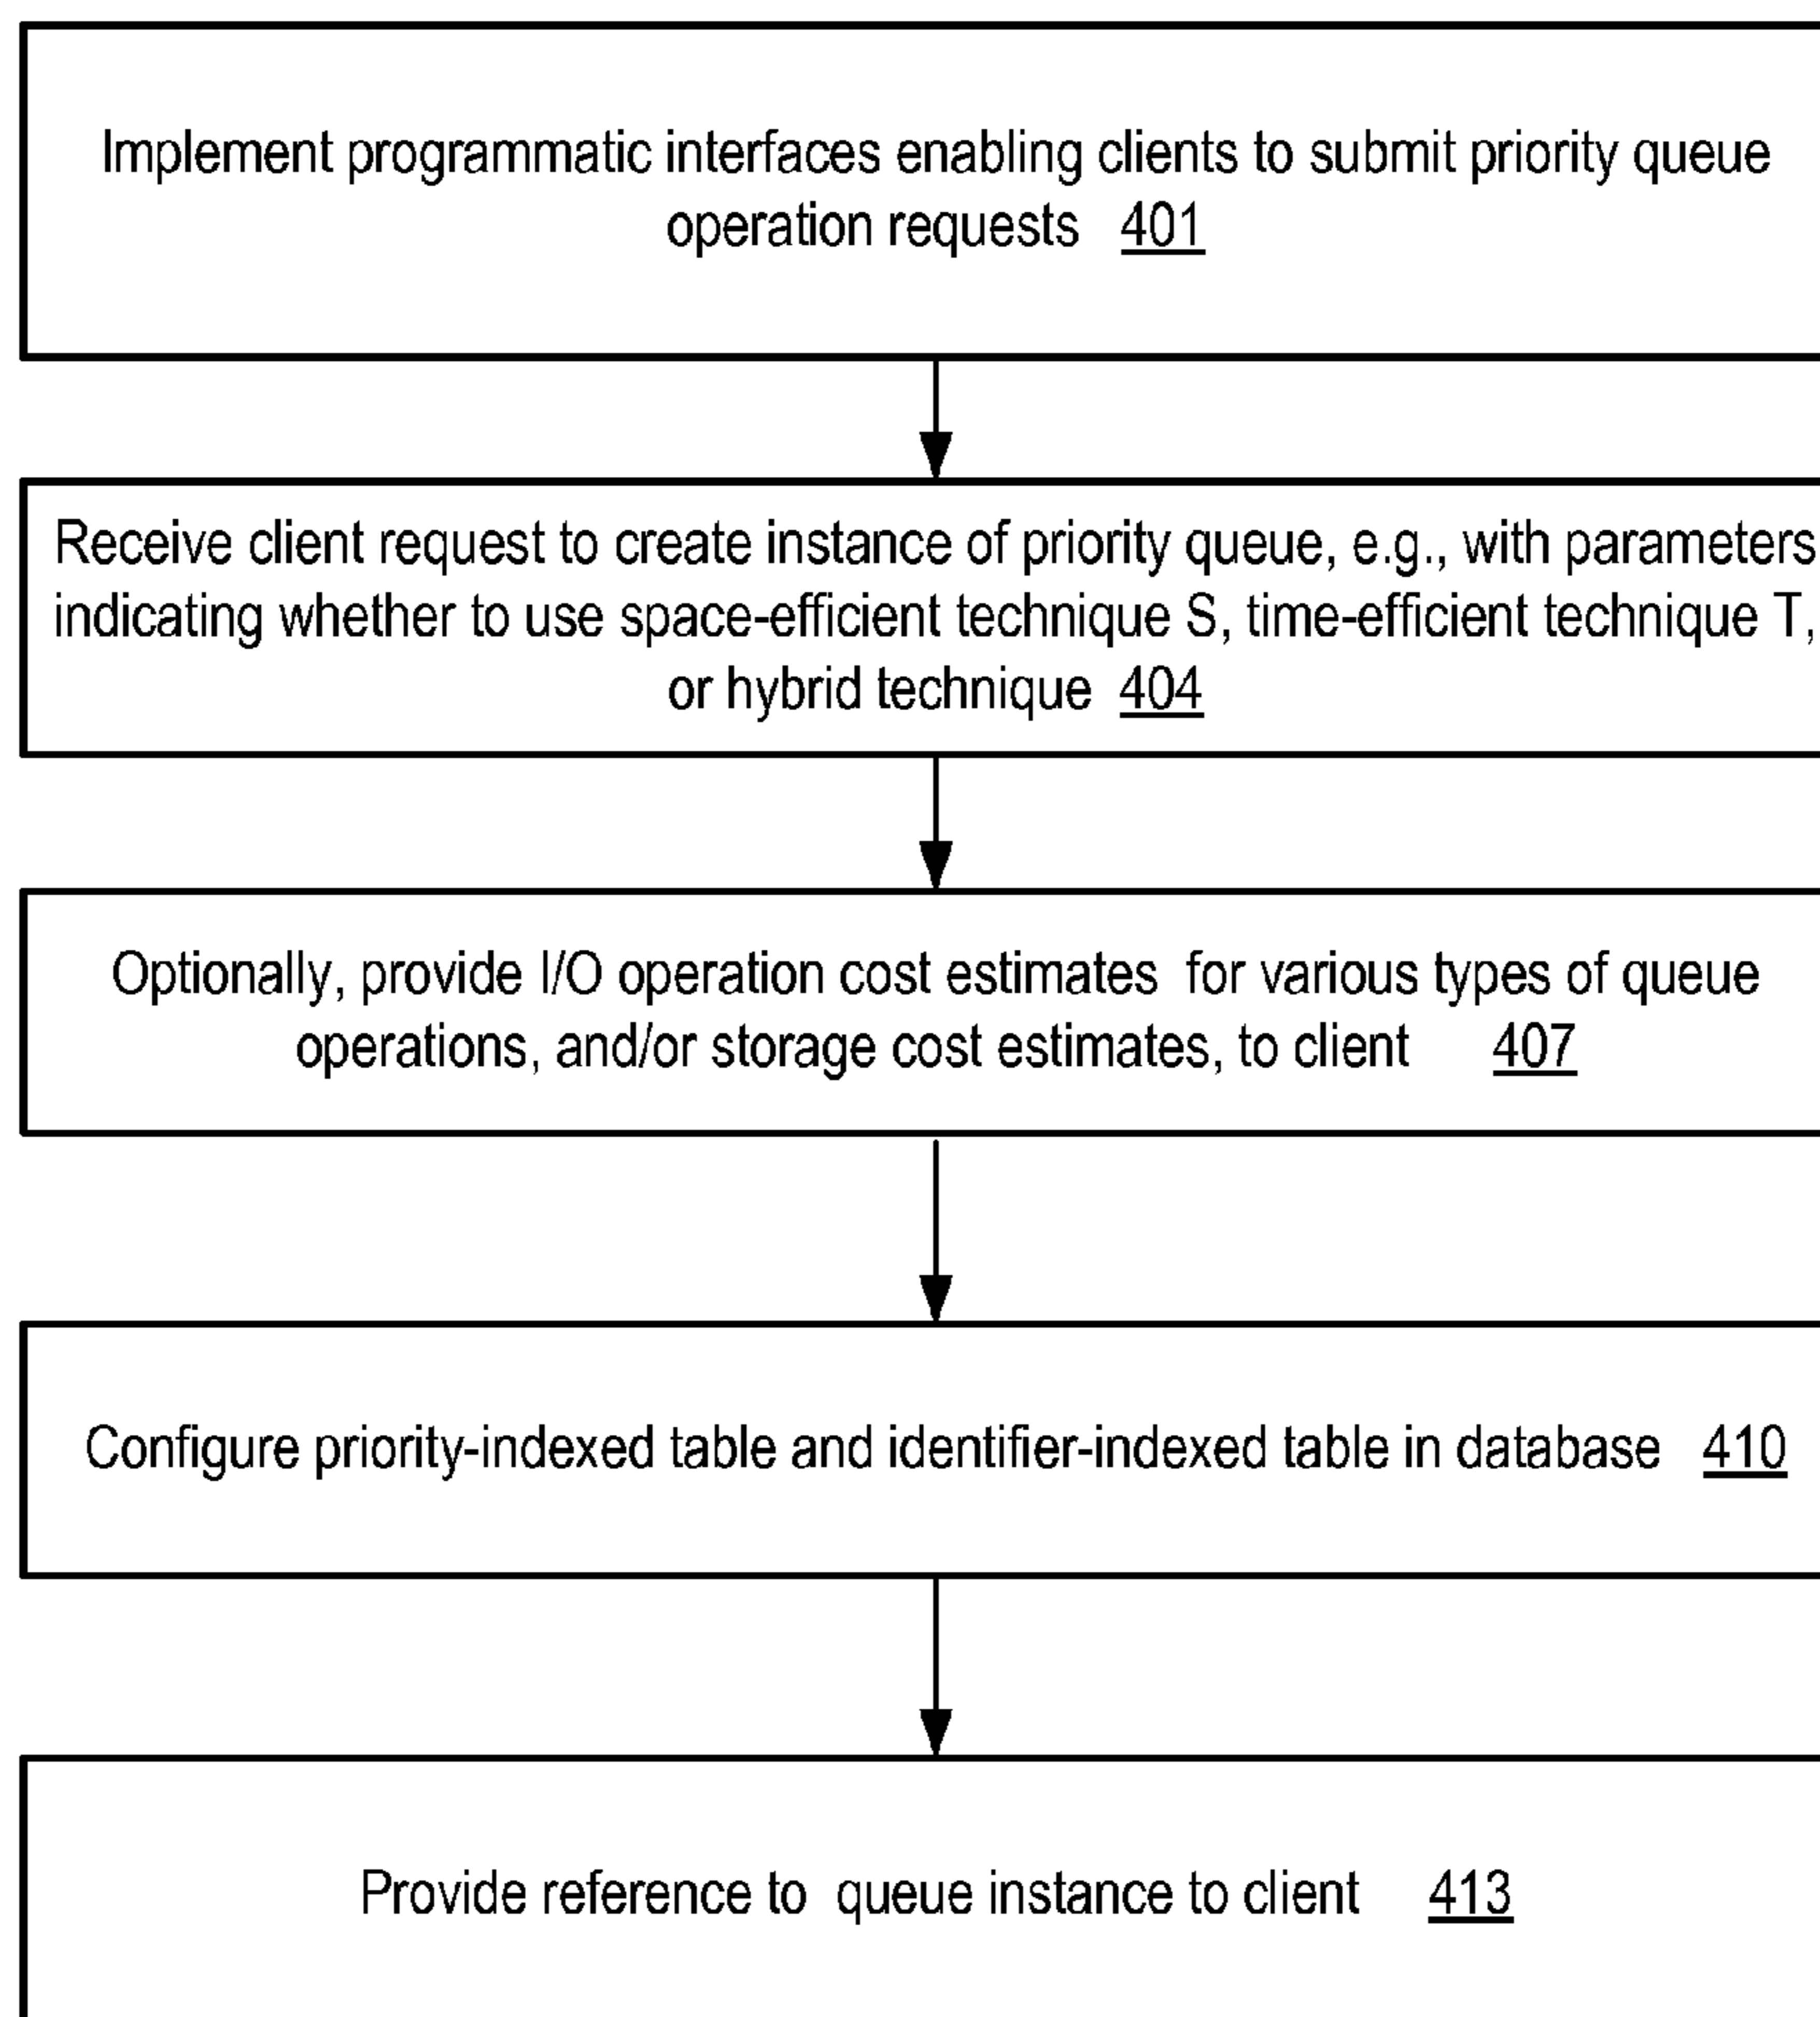 Implement programmatic interfaces enabling clients to submit priority queue
operation requests 401
Receive client request to create instance of priority queue, e.g., with parameters
indicating whether to use space-efficient technique S, time-efficient technique T,
or hybrid technique 404
Optionally, provide I/O operation cost estimates for various types of queue
operations, and/or storage cost estimates, to client 407
Configure priority-indexed table and identifier-indexed table in database 410
Provide reference to queue instance to client 413